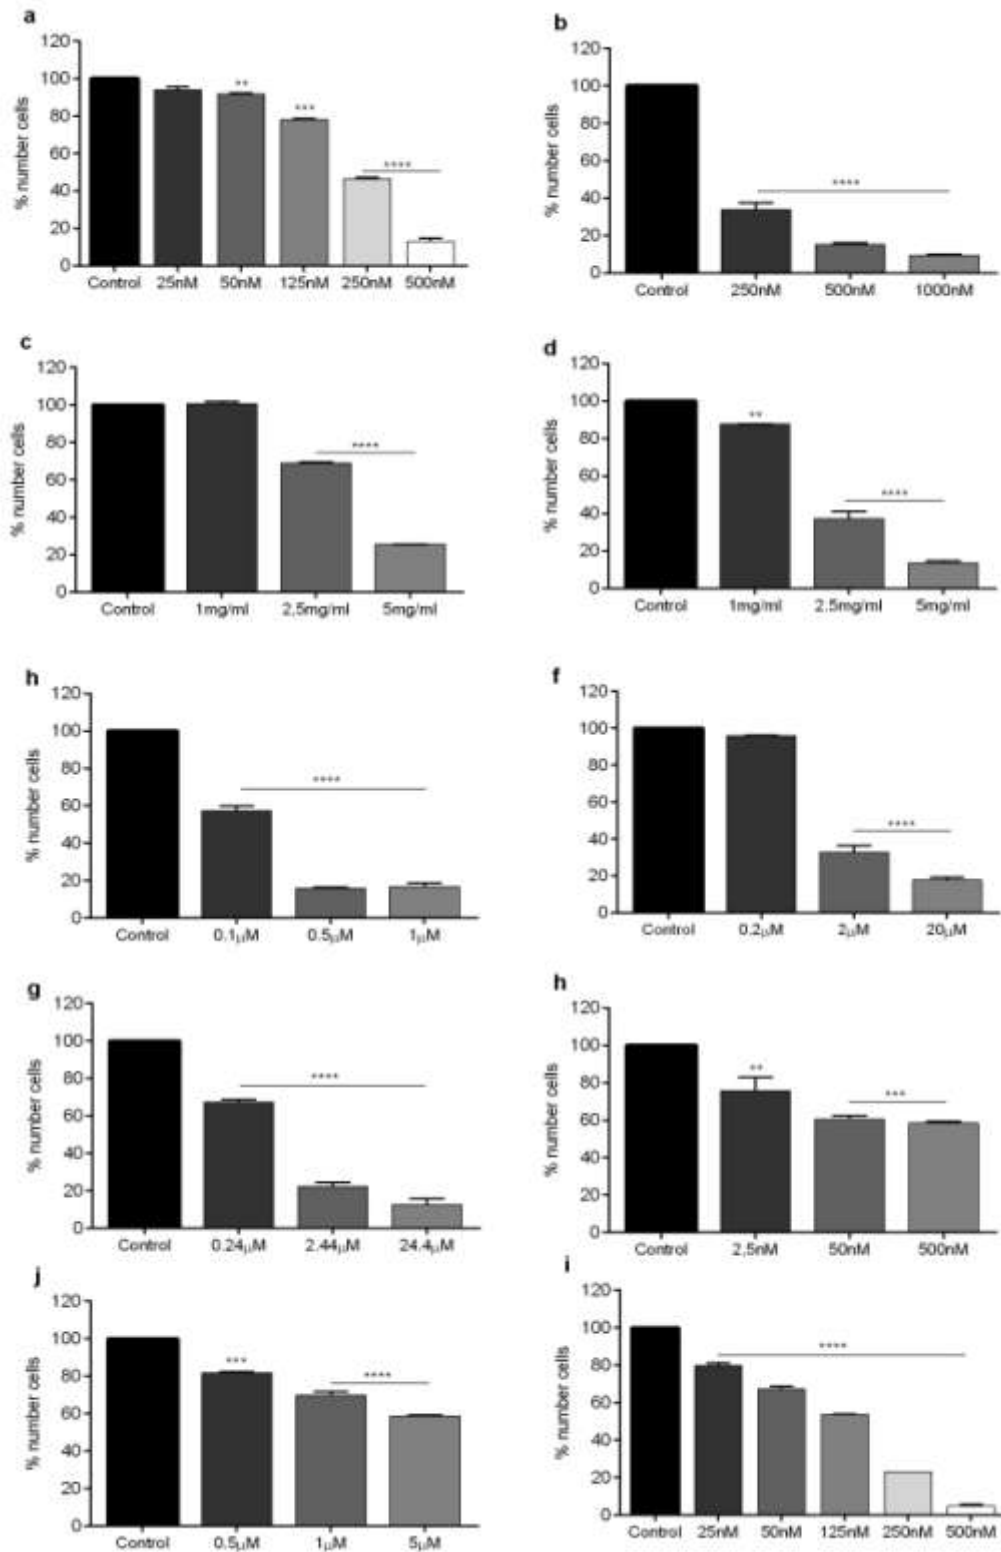 a
% number cells
120
100
80
60
40
20
0
** *** ****
Control 25nM 50nM 125nM 250nM 500nM
b
% number cells
120
100
80
60
40
20
0
****
Control 250nM 500nM 1000nM
c
% number cells
120
100
80
60
40
20
0
****
Control 1mg/ml 2,5mg/ml 5mg/ml
d
% number cells
120
100
80
60
40
20
0
** ****
Control 1mg/ml 2.5mg/ml 5mg/ml
h
% number cells
120
100
80
60
40
20
0
****
Control 0.1µM 0.5µM 1µM
f
% number cells
120
100
80
60
40
20
0
****
Control 0.2µM 2µM 20µM
g
% number cells
120
100
80
60
40
20
0
****
Control 0.24µM 2.44µM 24.4µM
h
% number cells
120
100
80
60
40
20
0
** ***
Control 2,5nM 50nM 500nM
j
% number cells
120
100
80
60
40
20
0
*** ****
Control 0.5µM 1µM 5µM
i
% number cells
120
100
80
60
40
20
0
****
Control 25nM 50nM 125nM 250nM 500nM